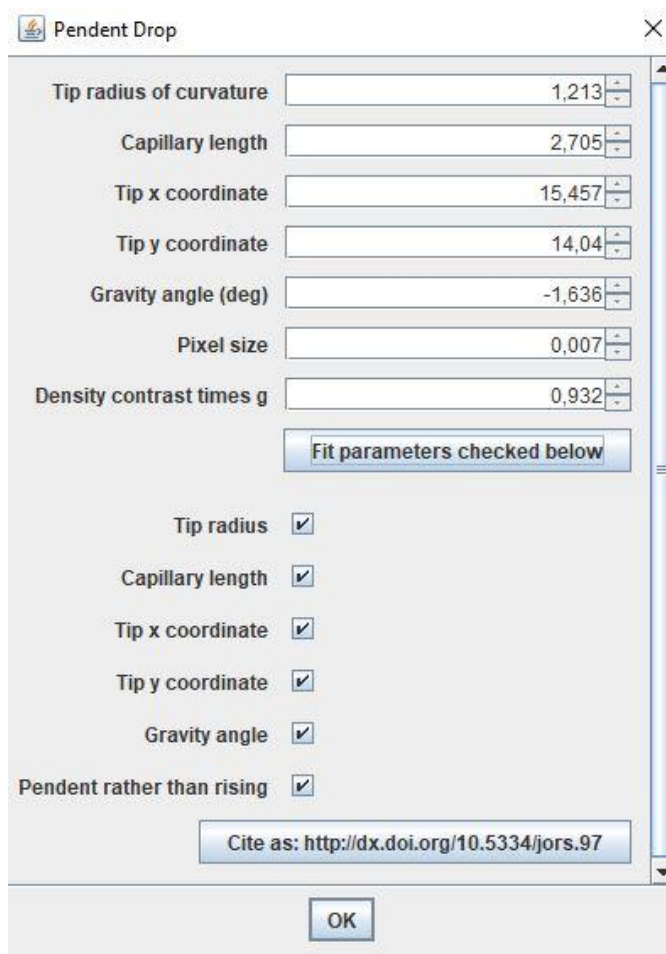 Pendent Drop
Tip radius of curvature 1,213
Capillary length 2,705
Tip x coordinate 15,457
Tip y coordinate 14,04
Gravity angle (deg) -1,636
Pixel size 0,007
Density contrast times g 0,932
Fit parameters checked below
Tip radius
Capillary length
Tip x coordinate
Tip y coordinate
Gravity angle
Pendent rather than rising
Cite as: http://dx.doi.org/10.5334/jors.97
OK